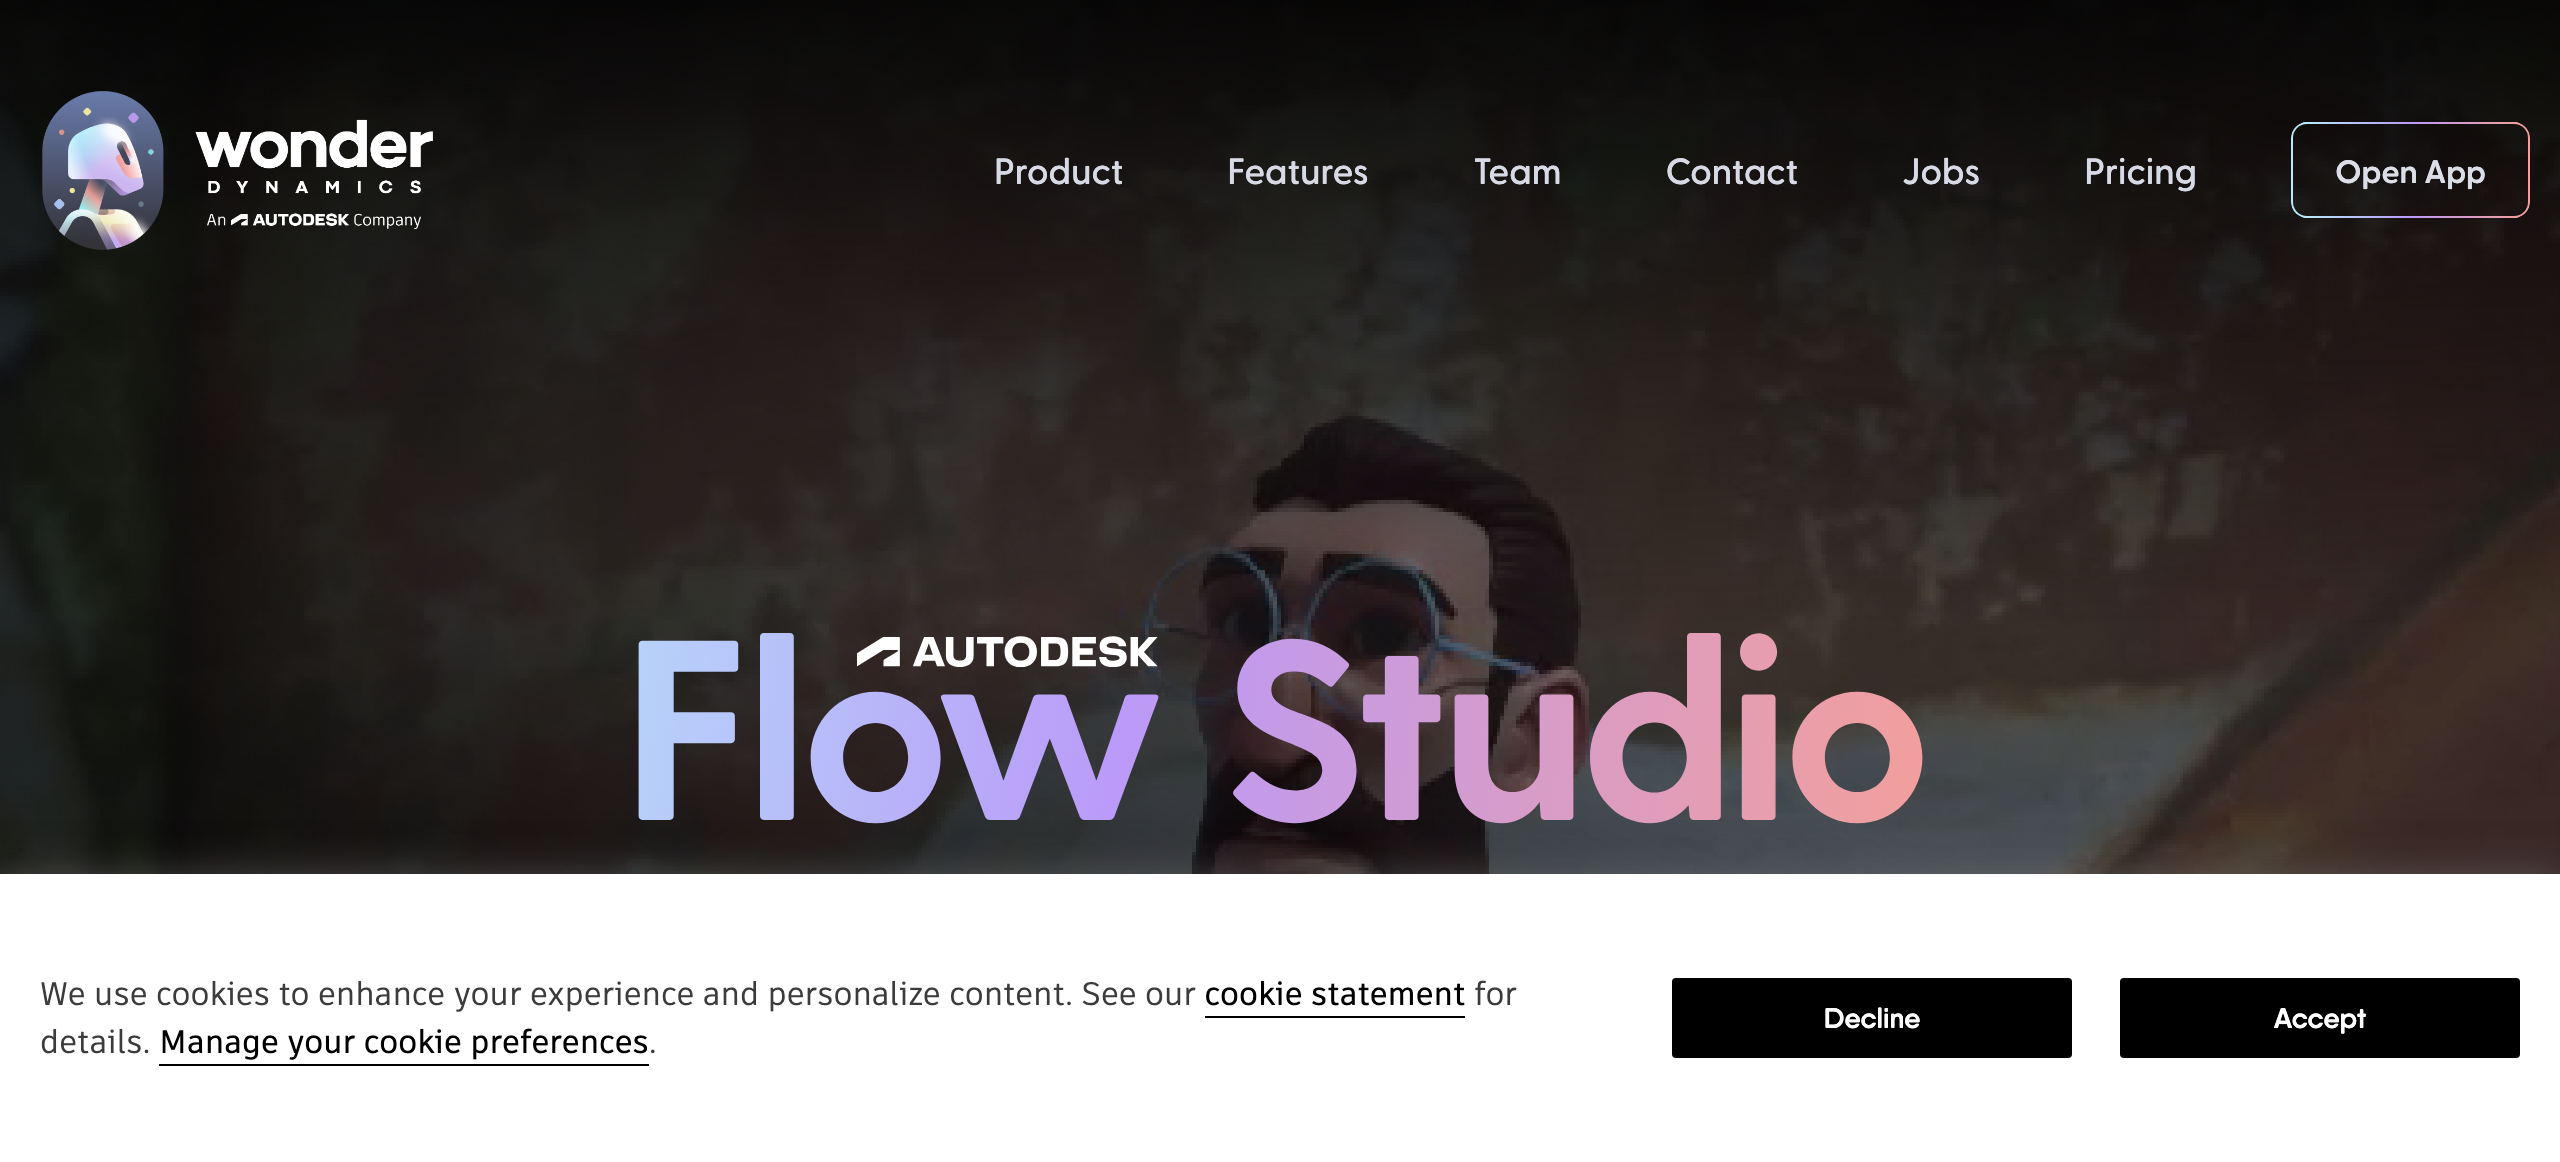 wonder
DYNAMICS
An AUTODESK Company
Product
Features
Team
Contact
Jobs
Pricing
Open App
AUTODESK
Flow Studio
We use cookies to enhance your experience and personalize content. See our cookie statement for
details. Manage your cookie preferences.
Decline
Accept